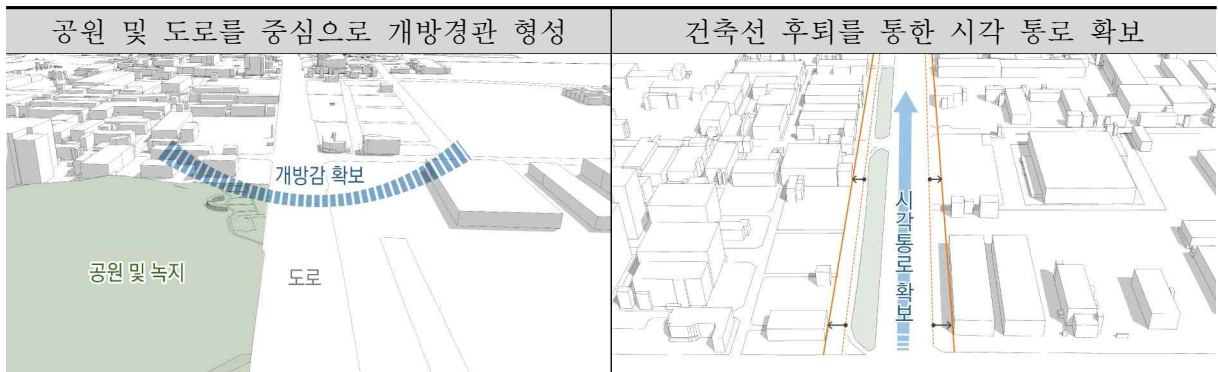 공원 및 도로를 중심으로 개방경관 형성
건축선 후퇴를 통한 시각 통로 확보
개방감 확보
공원 및 녹지
도로
시각통로 확보